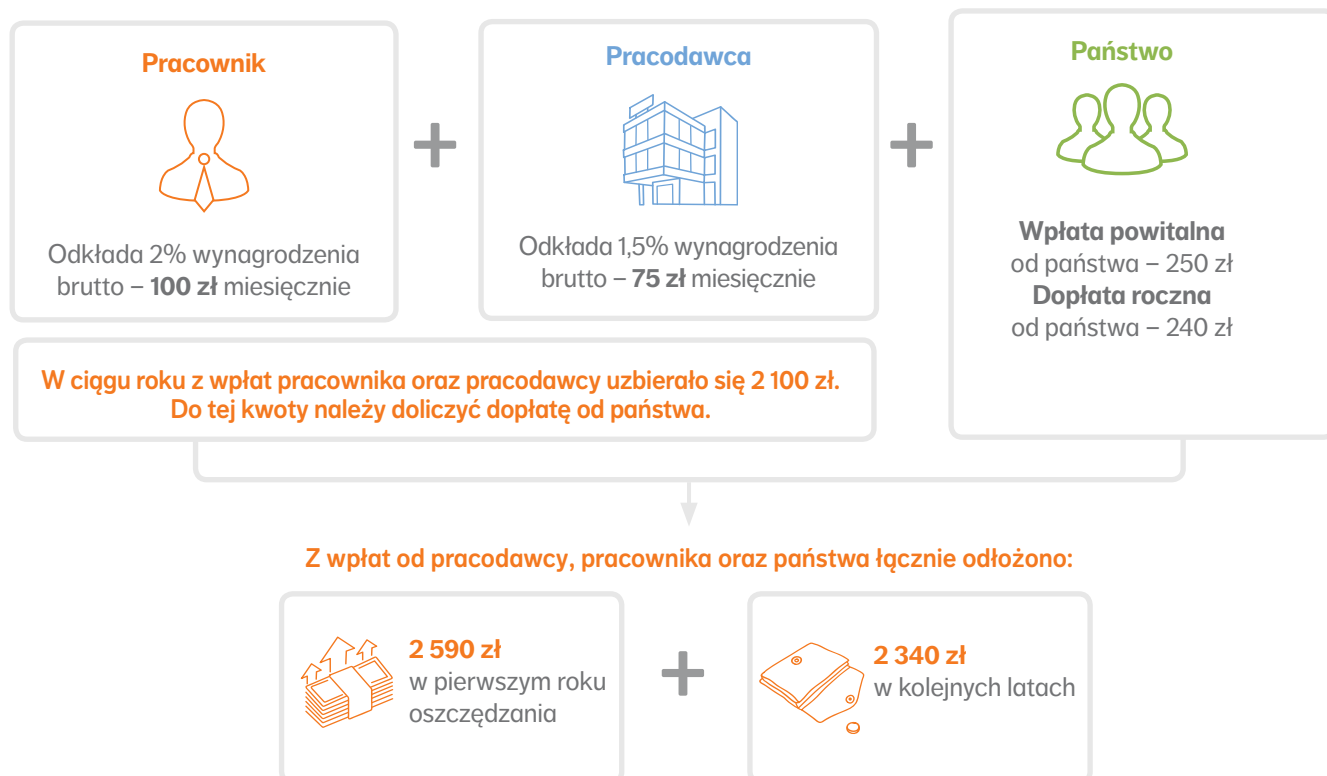 Pracownik
Odkłada 2% wynagrodzenia
brutto – 100 zł miesięcznie
Pracodawca
Odkłada 1,5% wynagrodzenia
brutto – 75 zł miesięcznie
Państwo
Wpłata powitalna
od państwa – 250 zł
Dopłata roczna
od państwa – 240 zł
W ciągu roku z wpłat pracownika oraz pracodawcy uzbierało się 2 100 zł.
Do tej kwoty należy doliczyć dopłatę od państwa.
Z wpłat od pracodawcy, pracownika oraz państwa łącznie odłożono:
2 590 zł
w pierwszym roku
oszczędzania
2 340 zł
w kolejnych latach